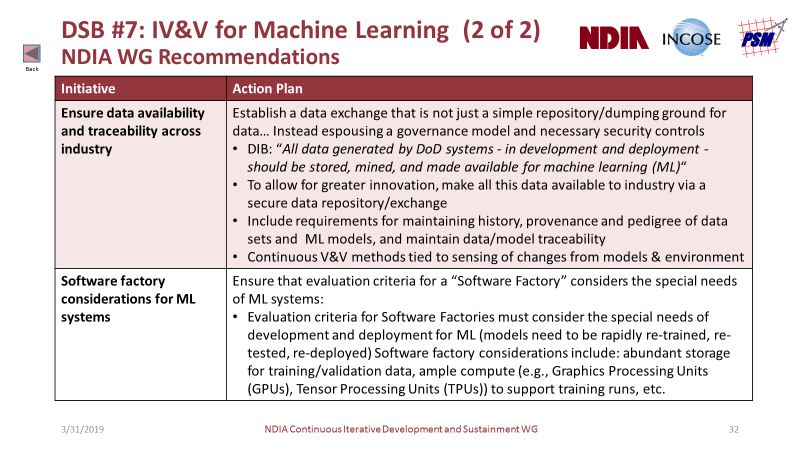 DSB #7: IV&V for Machine Learning (2 of 2)
NDIA WG Recommendations
NDIA
INCOSE
PSM
Back
Initiative
Action Plan
Ensure data availability
and traceability across
industry
Establish a data exchange that is not just a simple repository/dumping ground for
data… Instead espousing a governance model and necessary security controls
• DIB: “All data generated by DoD systems - in development and deployment -
should be stored, mined, and made available for machine learning (ML)“
• To allow for greater innovation, make all this data available to industry via a
secure data repository/exchange
• Include requirements for maintaining history, provenance and pedigree of data
sets and ML models, and maintain data/model traceability
• Continuous V&V methods tied to sensing of changes from models & environment
Software factory
considerations for ML
systems
Ensure that evaluation criteria for a “Software Factory” considers the special needs
of ML systems:
• Evaluation criteria for Software Factories must consider the special needs of
development and deployment for ML (models need to be rapidly re-trained, re-
tested, re-deployed) Software factory considerations include: abundant storage
for training/validation data, ample compute (e.g., Graphics Processing Units
(GPUs), Tensor Processing Units (TPUs)) to support training runs, etc.
3/31/2019
NDIA Continuous Iterative Development and Sustainment WG
32